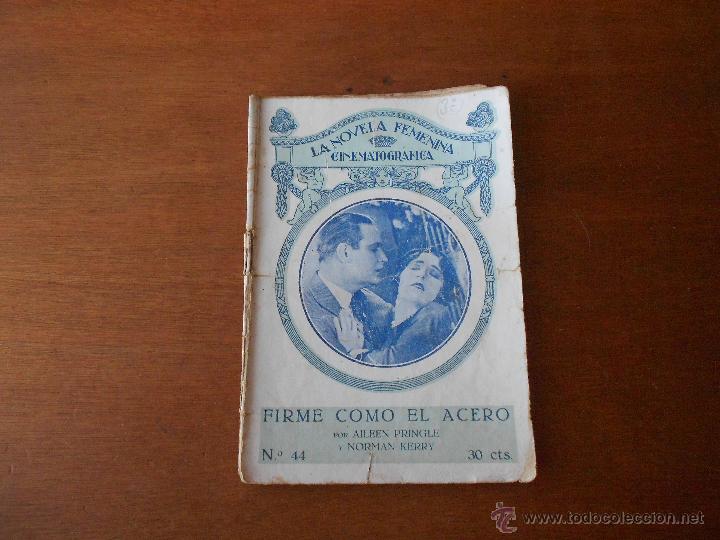 LA NOVELA FEMENINA
CINEMATOGRAFICA
FIRME COMO EL ACERO
POR AILEEN PRINGLE
Y NORMAN KERRY
N.º 44
30 cts.
www.todocoleccion.net